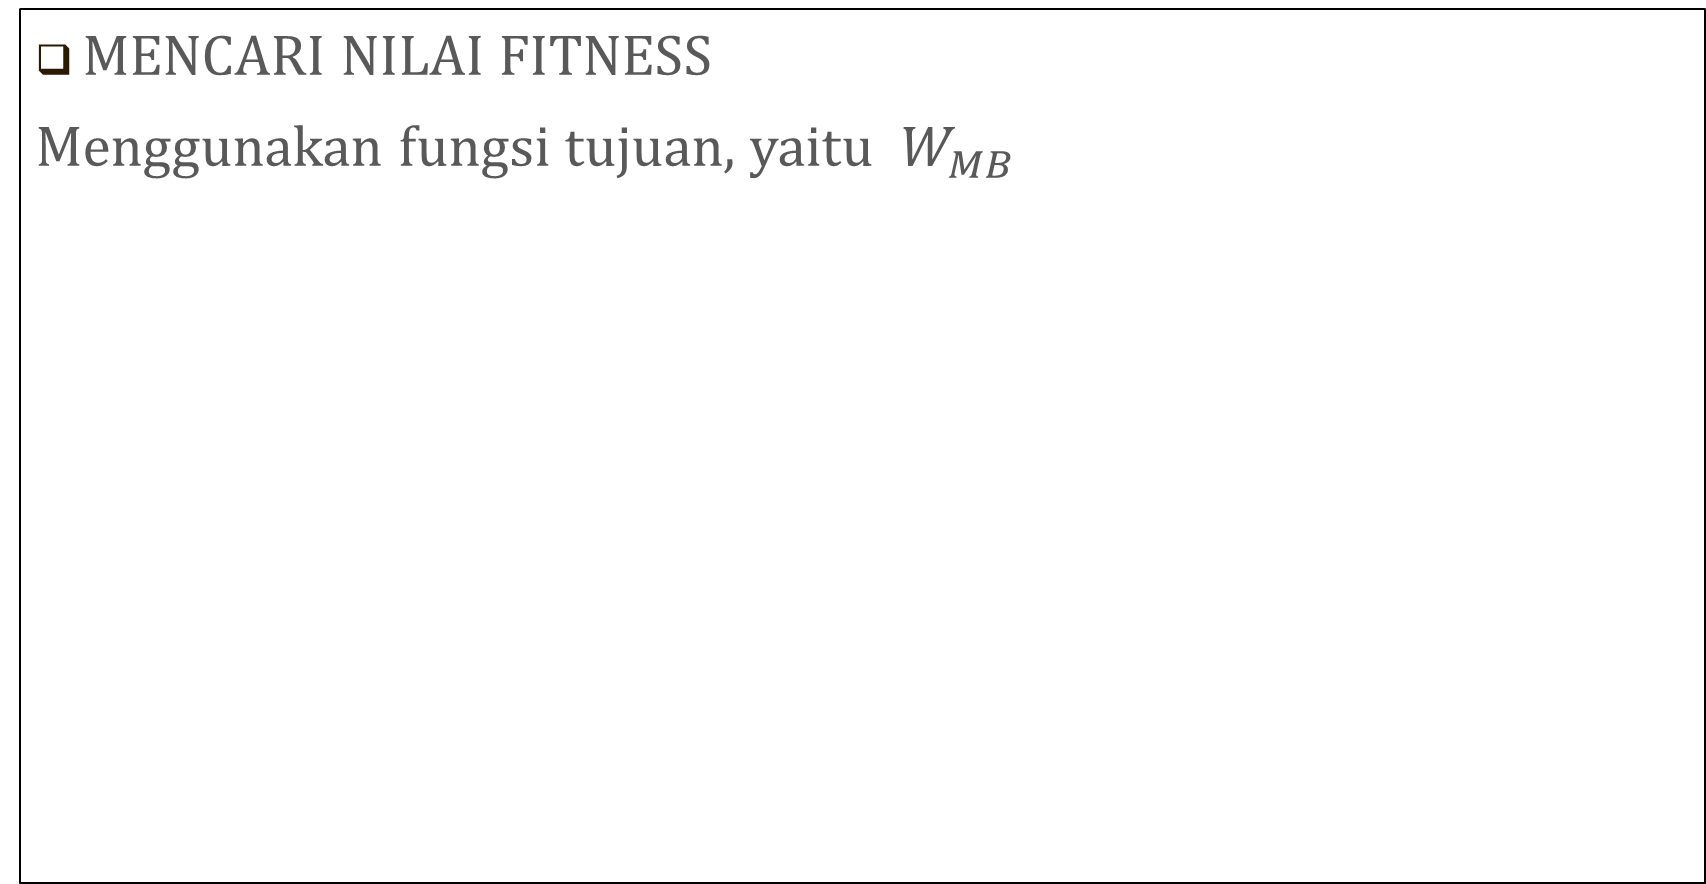 ❑ MENCARI NILAI FITNESS
Menggunakan fungsi tujuan, yaitu W_MB